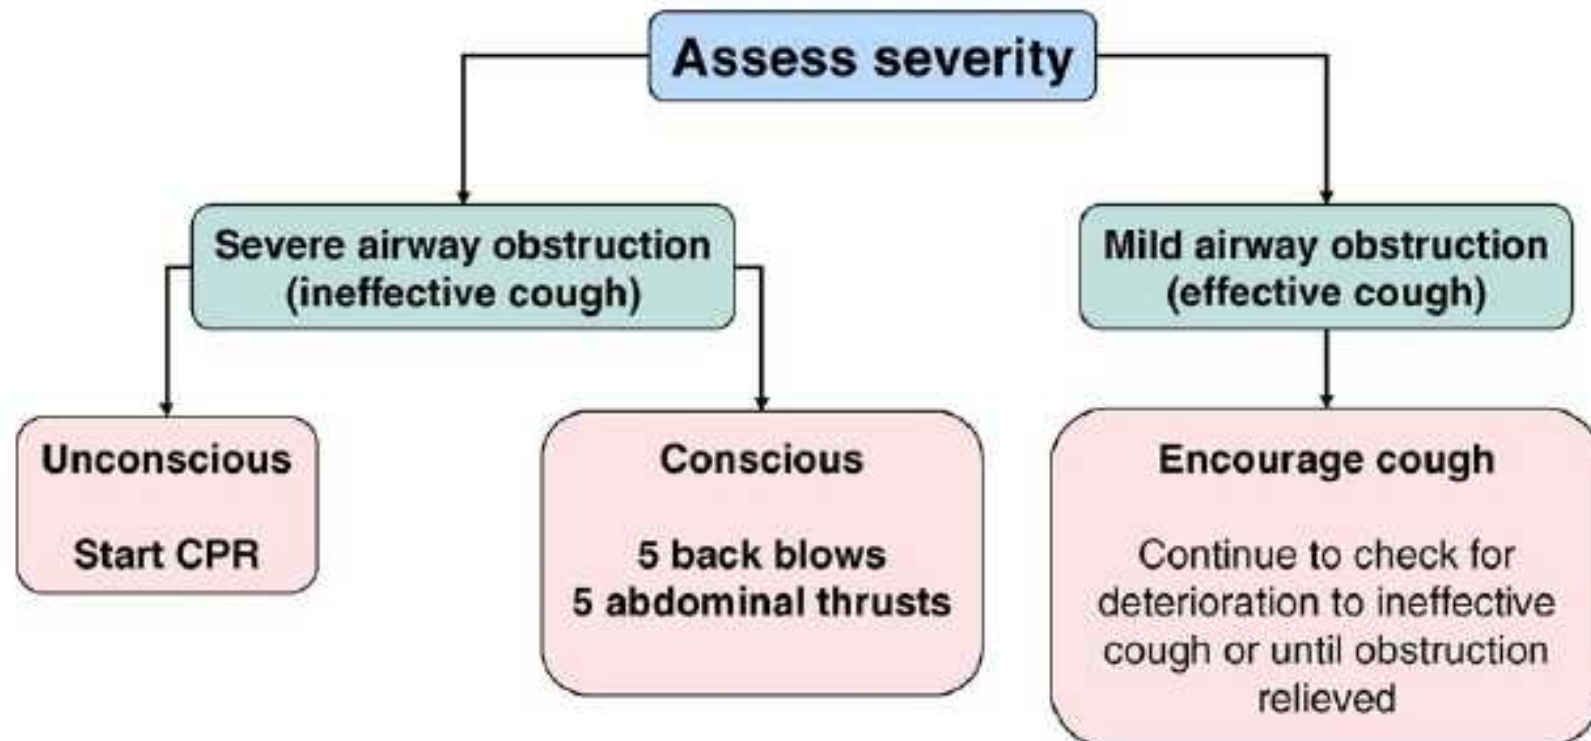 Assess severity
Severe airway obstruction
(ineffective cough)
Mild airway obstruction
(effective cough)
Unconscious
Start CPR
Conscious
5 back blows
5 abdominal thrusts
Encourage cough
Continue to check for
deterioration to ineffective
cough or until obstruction
relieved